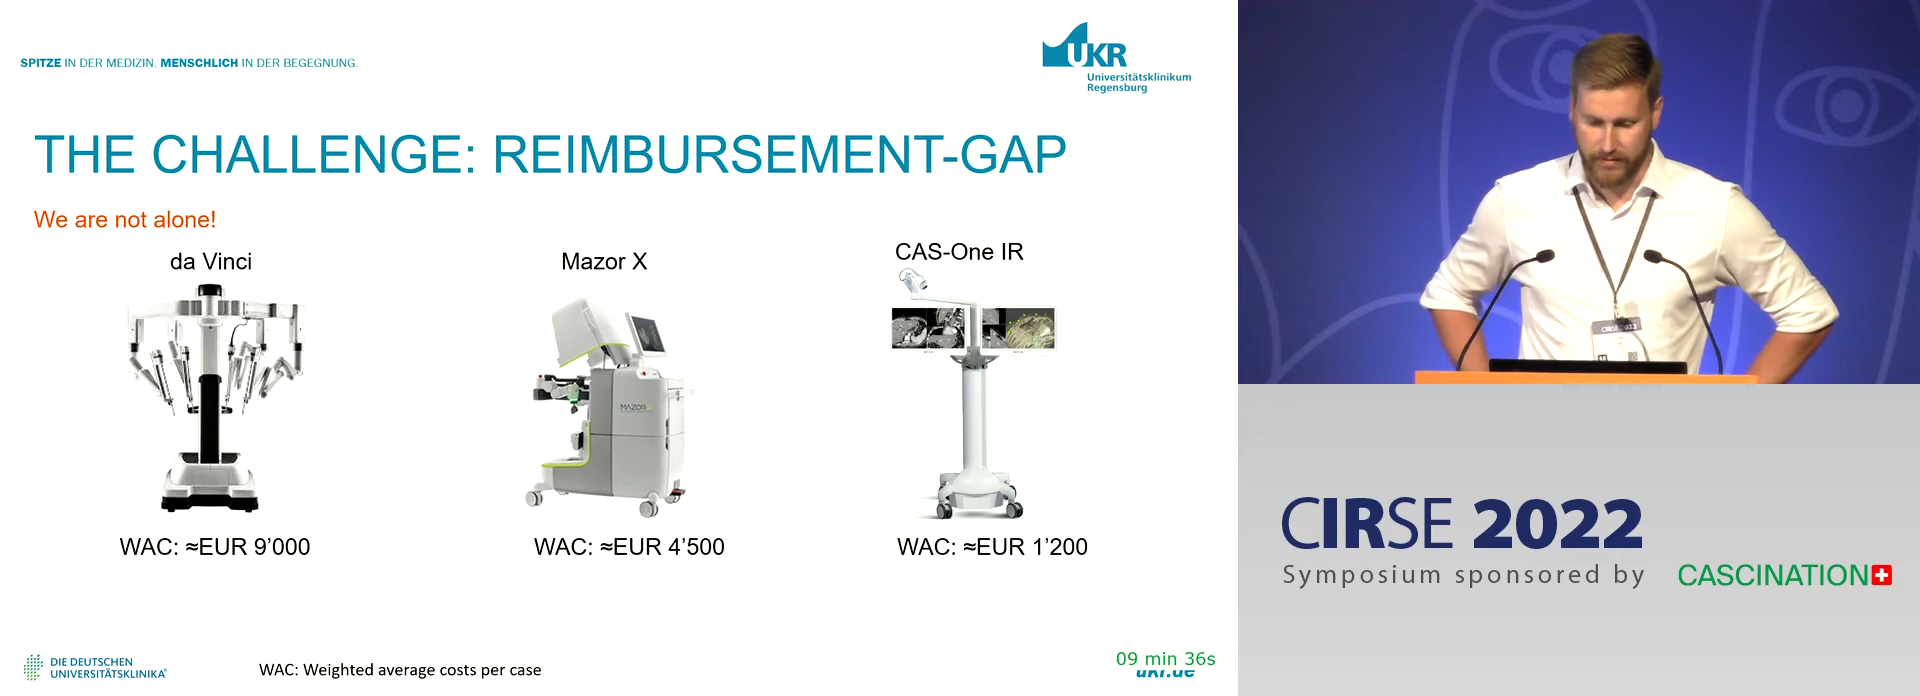 SPITZE IN DER MEDIZIN. MENSCHLICH IN DER BEGEGNUNG.
UKR
Universitätsklinikum
Regensburg
THE CHALLENGE: REIMBURSEMENT-GAP
We are not alone!
da Vinci
Mazor X
CAS-One IR
MAZOR X
WAC: ≈EUR 9’000
WAC: ≈EUR 4’500
WAC: ≈EUR 1’200
DIE DEUTSCHEN
UNIVERSITÄTSKLINIKA®
WAC: Weighted average costs per case
09 min 36s
ukr.de
CIRSE 2022
CIRSE 2022
Symposium sponsored by CASCINATION